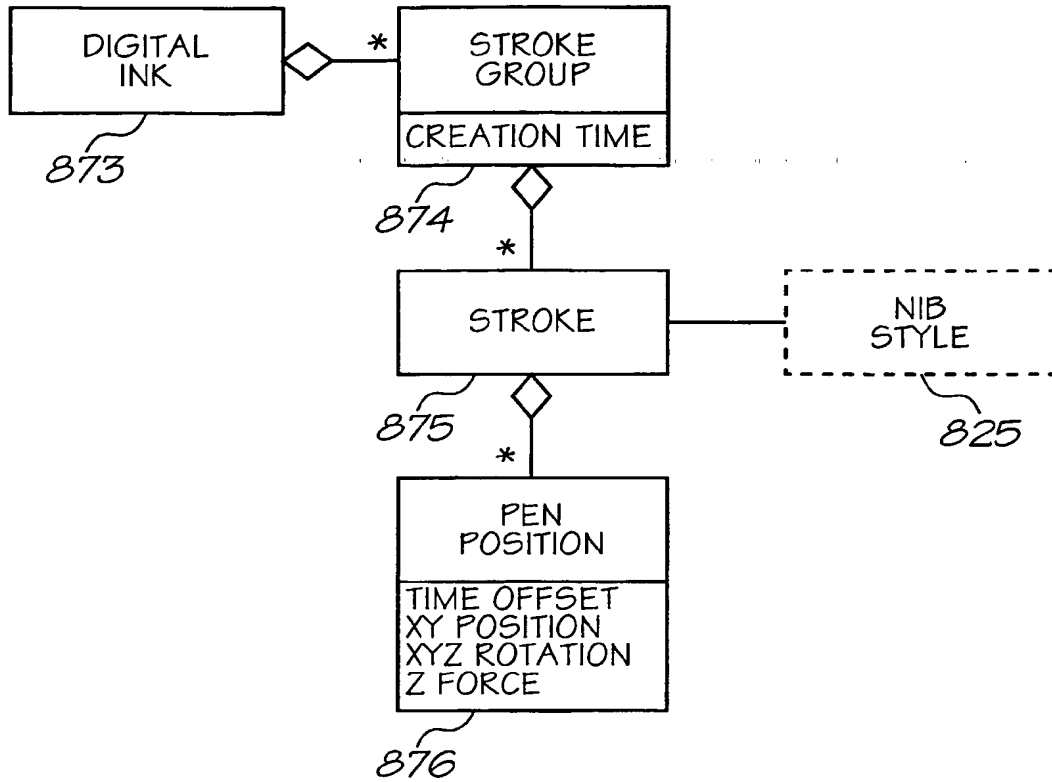 DIGITAL
INK
*
STROKE
GROUP
CREATION TIME
873
874
*
STROKE
NIB
STYLE
875
825
*
PEN
POSITION
TIME OFFSET
XY POSITION
XYZ ROTATION
Z FORCE
876